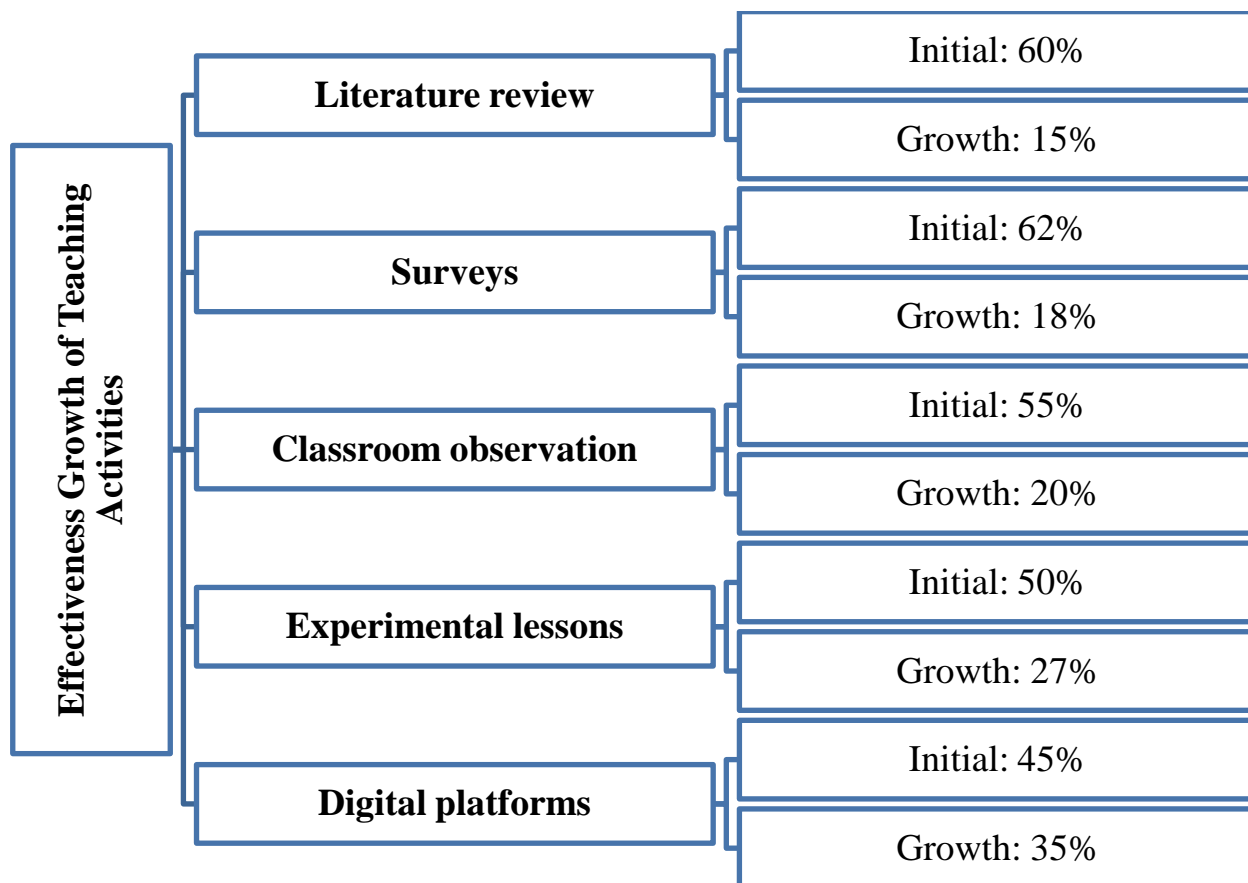 Effectiveness Growth of Teaching
Activities
Literature review
Initial: 60%
Growth: 15%
Surveys
Initial: 62%
Growth: 18%
Classroom observation
Initial: 55%
Growth: 20%
Experimental lessons
Initial: 50%
Growth: 27%
Digital platforms
Initial: 45%
Growth: 35%